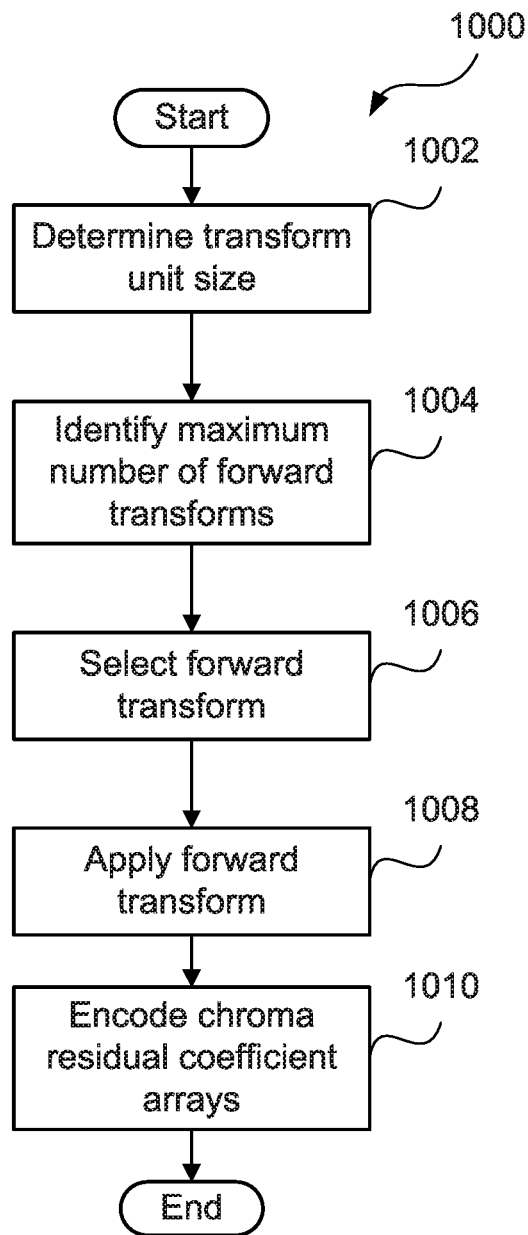 1000
Start
1002
Determine transform
unit size
1004
Identify maximum
number of forward
transforms
1006
Select forward
transform
1008
Apply forward
transform
1010
Encode chroma
residual coefficient
arrays
End